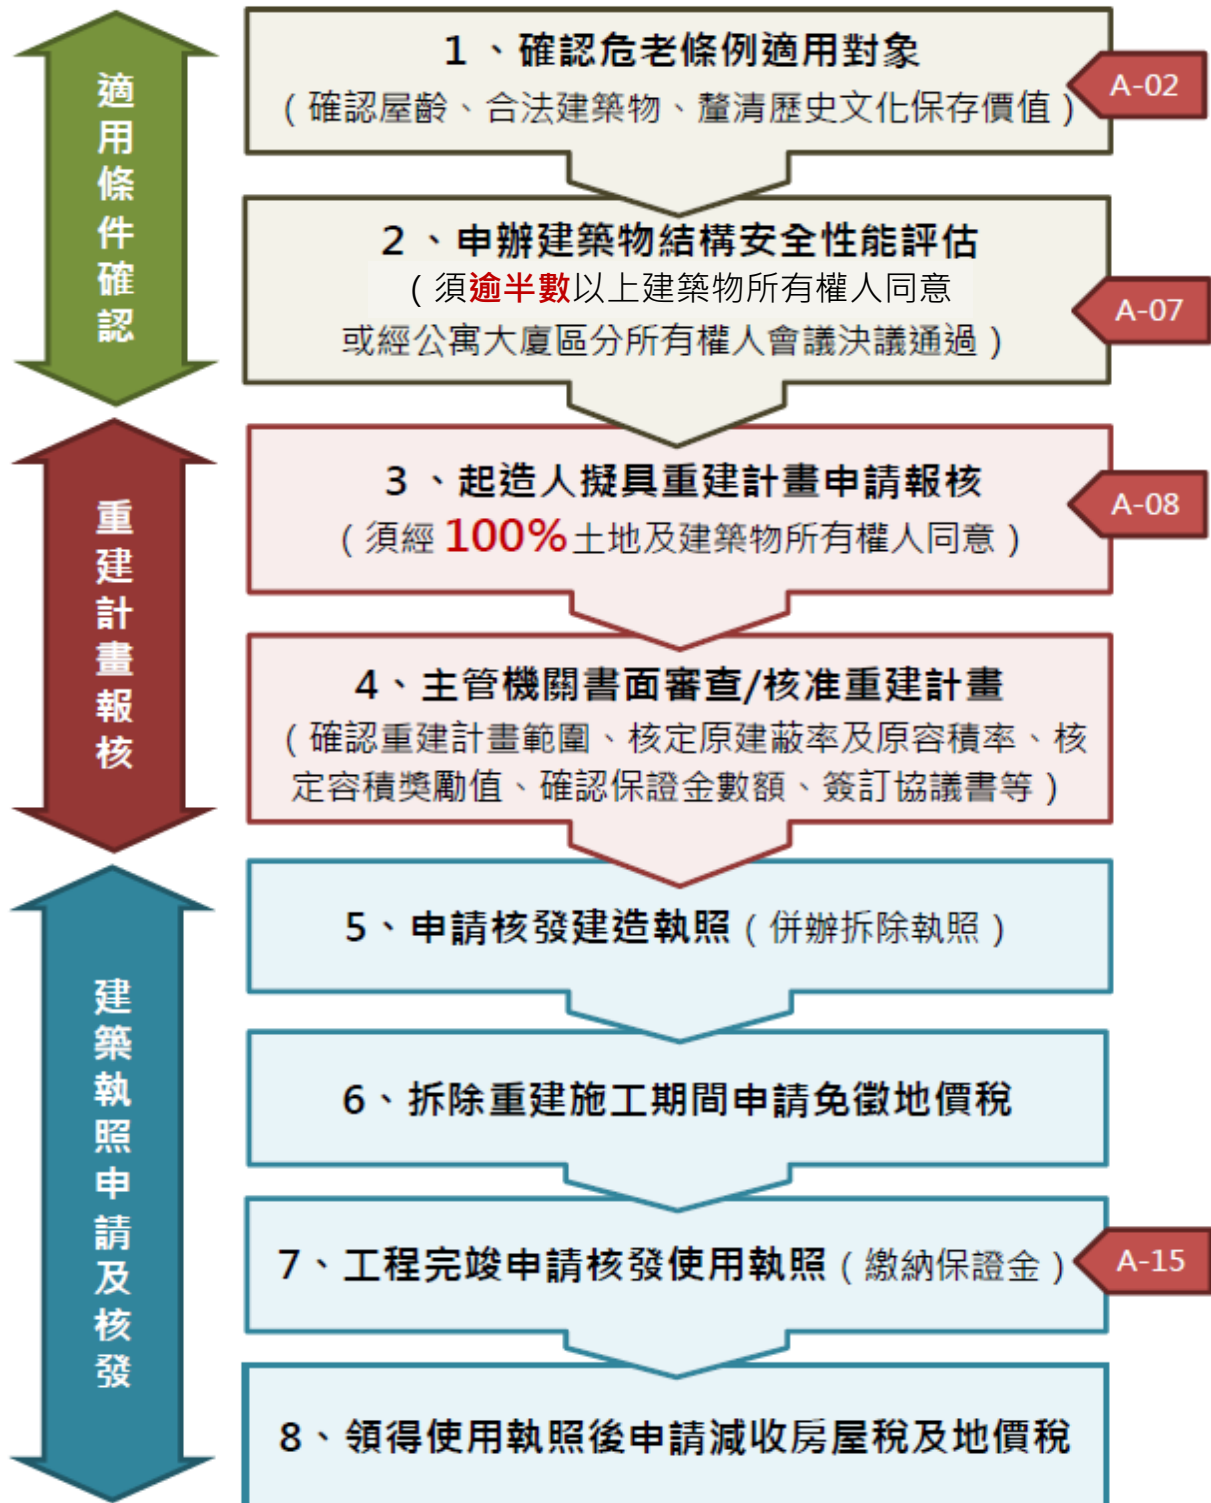 適用條件確認
1、確認危老條例適用對象
（確認屋齡、合法建築物、釐清歷史文化保存價值）
A-02
2、申辦建築物結構安全性能評估
（須逾半數以上建築物所有權人同意
或經公寓大廈區分所有權人會議決議通過）
A-07
重建計畫報核
3、起造人擬具重建計畫申請報核
（須經 100% 土地及建築物所有權人同意）
A-08
4、主管機關書面審查/核准重建計畫
（確認重建計畫範圍、核定原建蔽率及原容積率、核
定容積獎勵值、確認保證金數額、簽訂協議書等）
建築執照申請及核發
5、申請核發建造執照（併辦拆除執照）
6、拆除重建施工期間申請免徵地價稅
7、工程完竣申請核發使用執照（繳納保證金）
A-15
8、領得使用執照後申請減收房屋稅及地價稅